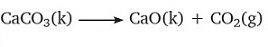 CaCO₃(k) ⟶ CaO(k) + CO₂(g)